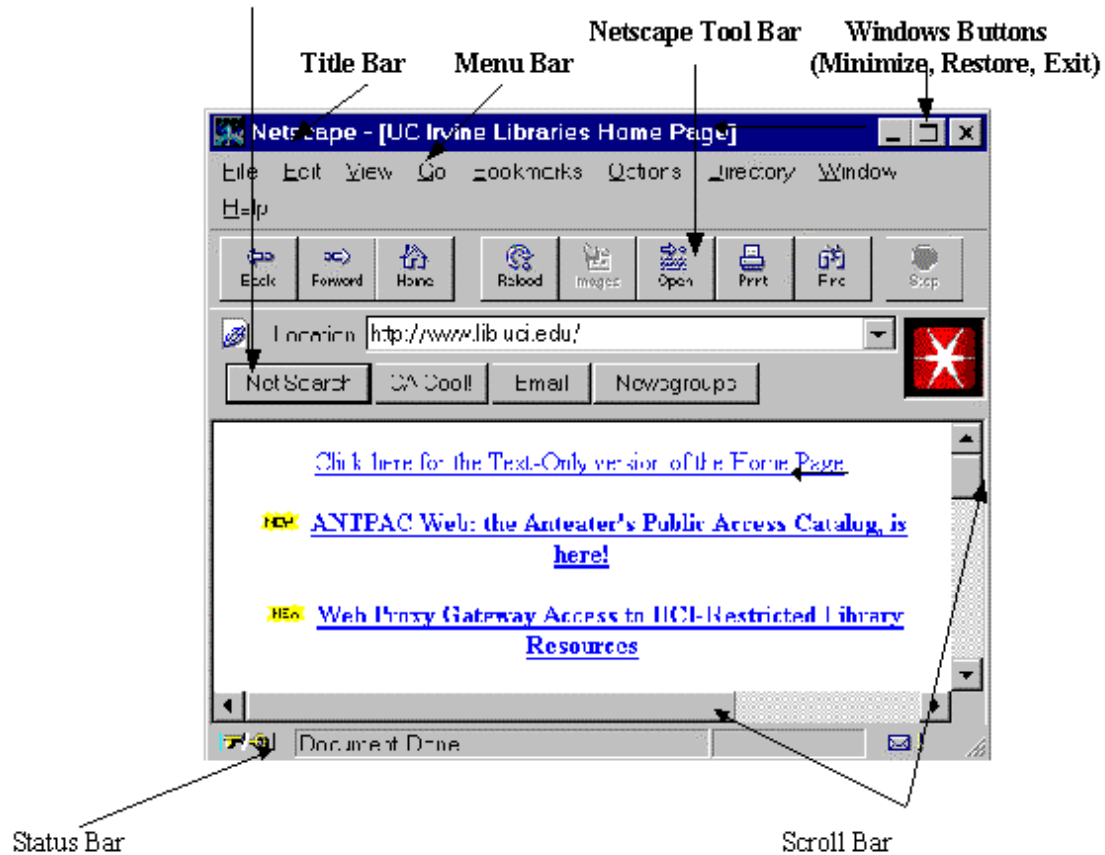 Netscape Tool Bar
Windows Buttons
(Minimize, Restore, Exit)
Title Bar
Menu Bar
Netscape - [UC Irvine Libraries Home Page]
File Edit View Go Bookmarks Options Directory Window
Help
Back Forword Home Reload Images Open Print Find Stop
Location http://www.lib.uci.edu/
Net Search Cool! Email Newsgroups
Click here for the Text-Only version of the Home Page
NEW ANTPAC Web: the Anteater's Public Access Catalog, is
here!
NEW Web Proxy Gateway Access to UCI-Restricted Library
Resources
Document Done
Status Bar
Scroll Bar